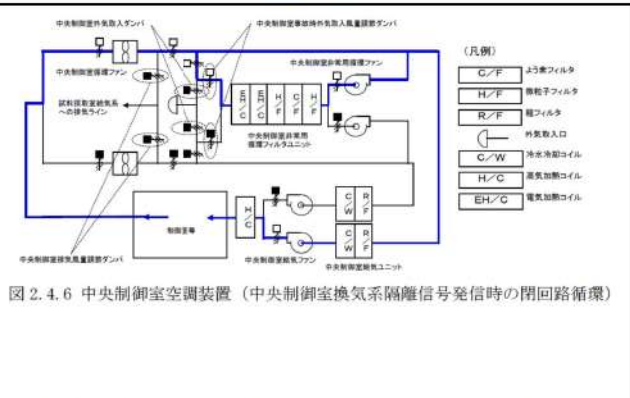 中央制御室外気取入ダンパ
中央制御室事故時外気取入風量調節ダンパ
中央制御室循環ファン
中央制御室非常用循環ファン
試料採取室給気系
への排気ライン
EH/C
EH/C
H/F
C/F
H/F
中央制御室非常用
循環フィルタユニット
制御室等
H/C
C/W
R/F
C/W
R/F
中央制御室排気風量調節ダンパ
中央制御室給気ファン
中央制御室給気ユニット
(凡例)
C/F よう素フィルタ
H/F 微粒子フィルタ
R/F 粗フィルタ
外気取入口
C/W 冷水冷却コイル
H/C 蒸気加熱コイル
EH/C 電気加熱コイル
図 2.4.6 中央制御室空調装置(中央制御室換気系隔離信号発信時の閉回路循環)